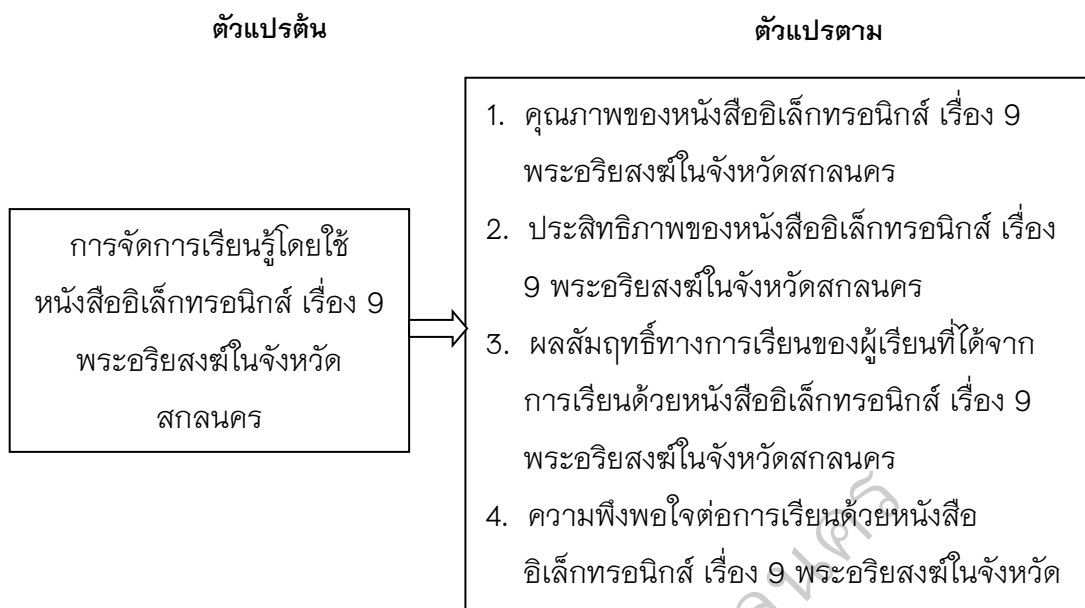 ตัวแปรต้น
ตัวแปรตาม
การจัดการเรียนรู้โดยใช้
หนังสืออิเล็กทรอนิกส์ เรื่อง 9
พระอริยสงฆ์ในจังหวัด
สกลนคร
1. คุณภาพของหนังสืออิเล็กทรอนิกส์ เรื่อง 9
พระอริยสงฆ์ในจังหวัดสกลนคร
2. ประสิทธิภาพของหนังสืออิเล็กทรอนิกส์ เรื่อง
9 พระอริยสงฆ์ในจังหวัดสกลนคร
3. ผลสัมฤทธิ์ทางการเรียนของผู้เรียนที่ได้จาก
การเรียนด้วยหนังสืออิเล็กทรอนิกส์ เรื่อง 9
พระอริยสงฆ์ในจังหวัดสกลนคร
4. ความพึงพอใจต่อการเรียนด้วยหนังสือ
อิเล็กทรอนิกส์ เรื่อง 9 พระอริยสงฆ์ในจังหวัด